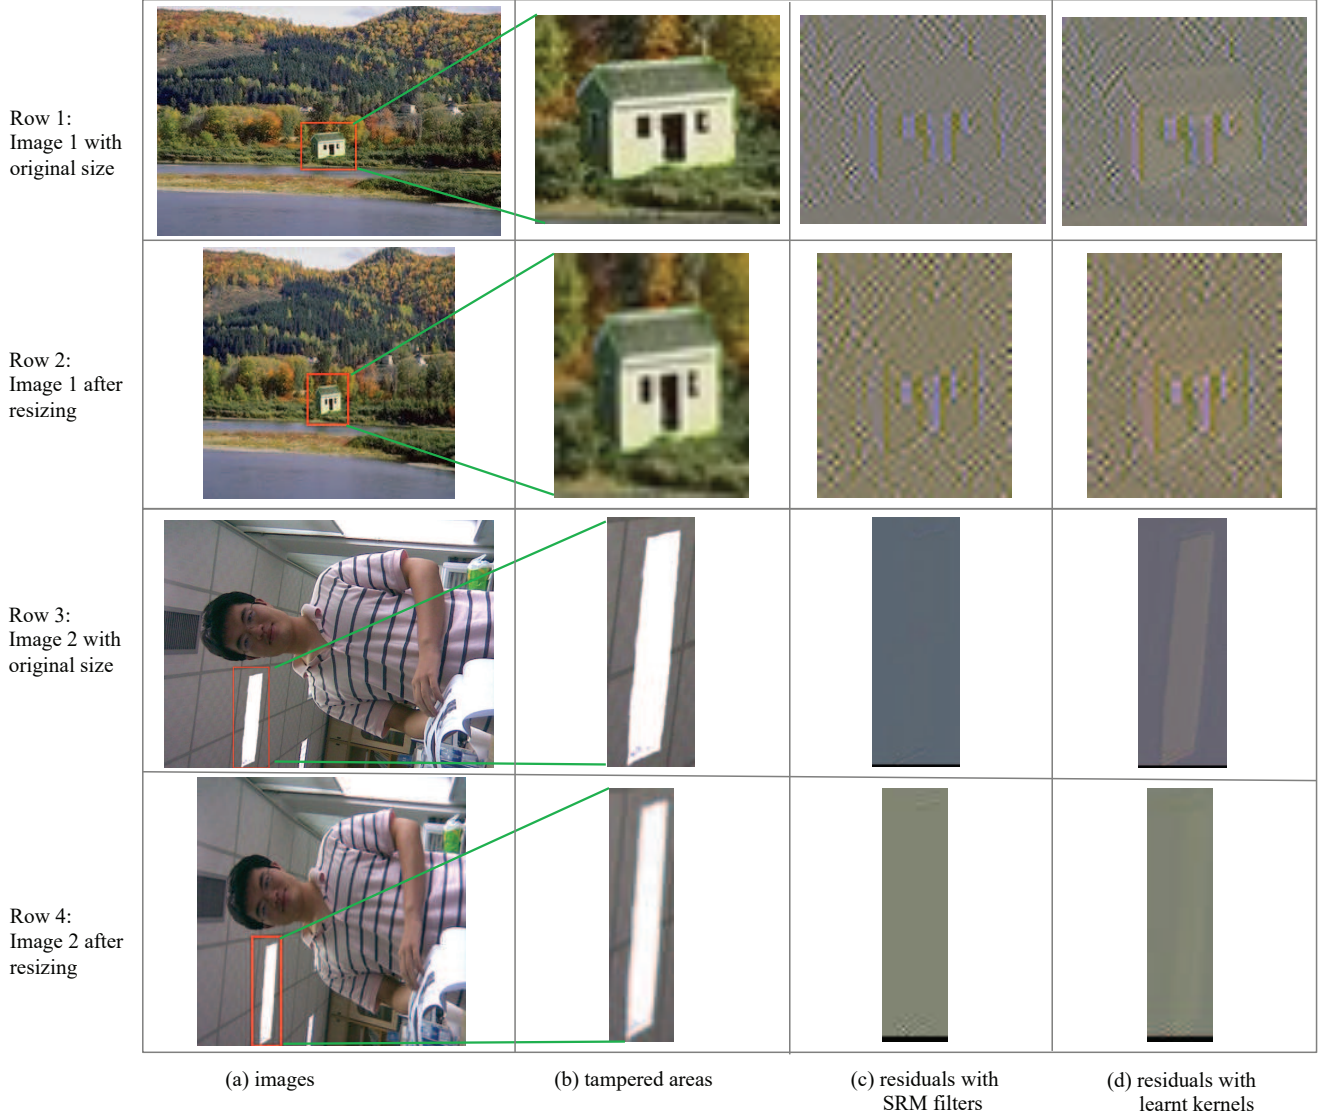 Row 1:
Image 1 with
original size
Row 2:
Image 1 after
resizing
Row 3:
Image 2 with
original size
Row 4:
Image 2 after
resizing
(a) images
(b) tampered areas
(c) residuals with
SRM filters
(d) residuals with
learnt kernels